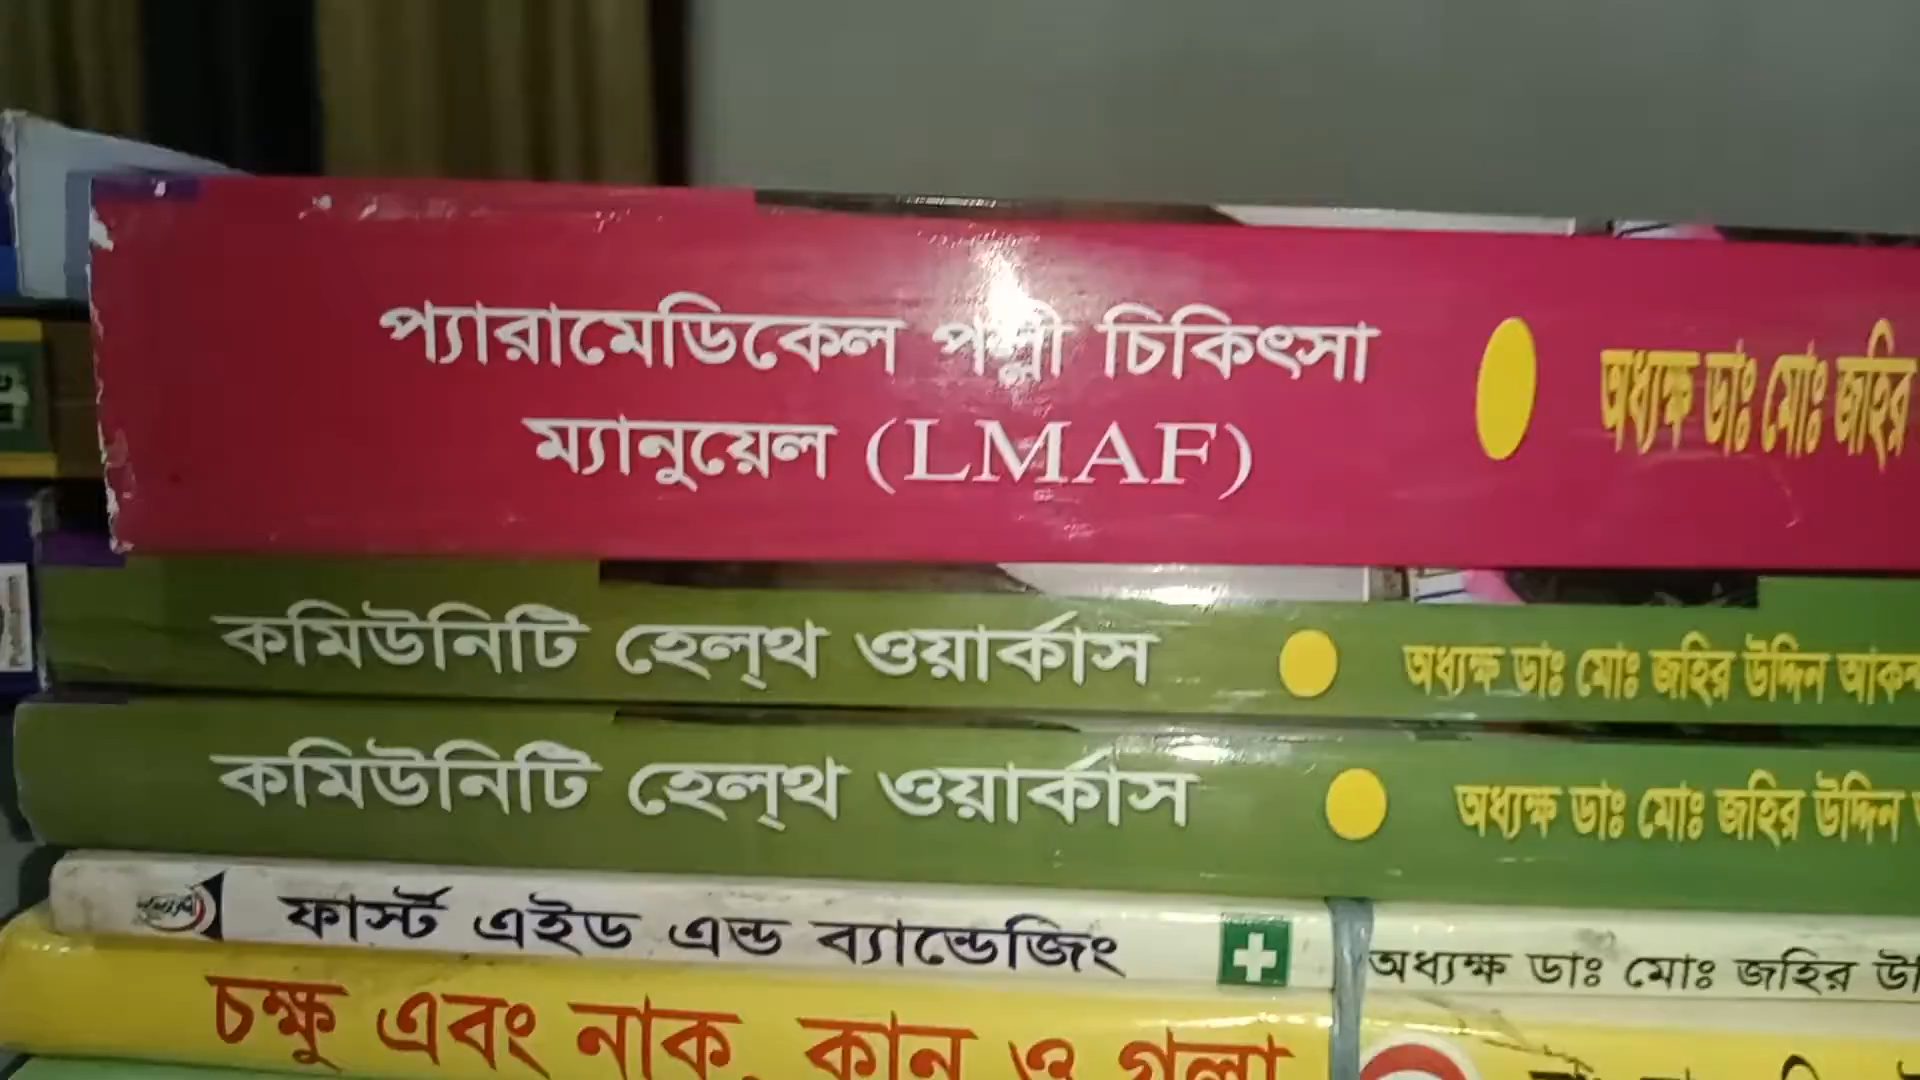 প্যারামেডিকেল পল্লী চিকিৎসা
ম্যানুয়েল (LMAF)
অধ্যক্ষ ডাঃ মোঃ জহির
কমিউনিটি হেল্‌থ ওয়ার্কাস
অধ্যক্ষ ডাঃ মোঃ জহির উদ্দিন আকন
কমিউনিটি হেল্‌থ ওয়ার্কাস
অধ্যক্ষ ডাঃ মোঃ জহির উদ্দিন
ফার্স্ট এইড এন্ড ব্যান্ডেজিং
অধ্যক্ষ ডাঃ মোঃ জহির উ
চক্ষু এবং নাক, কান ও গলা